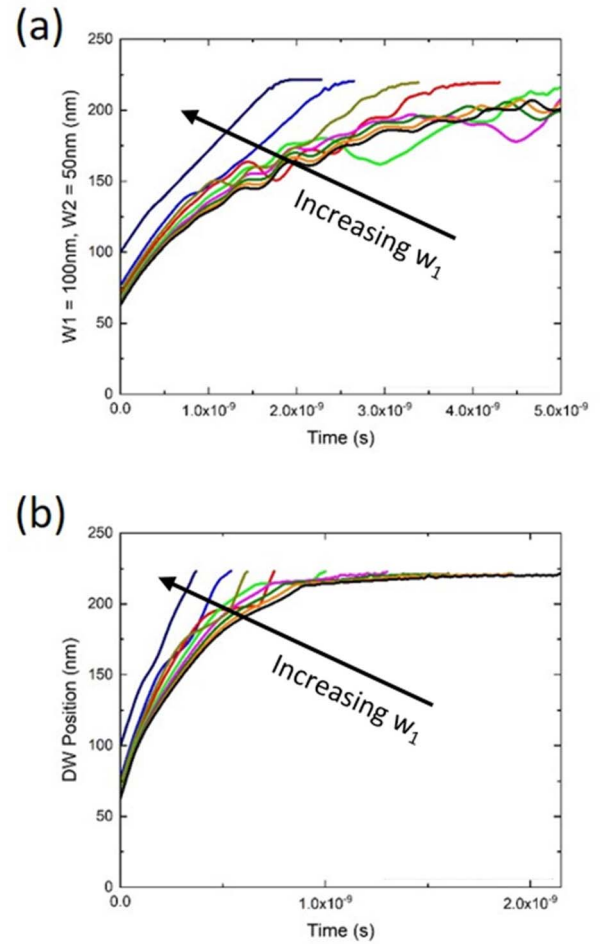 (a)
250
200
150
100
50
0
W1 = 100nm, W2 = 50nm (nm)
Increasing w₁
0.0 1.0x10⁻⁹ 2.0x10⁻⁹ 3.0x10⁻⁹ 4.0x10⁻⁹ 5.0x10⁻⁹
Time (s)
(b)
250
200
150
100
50
0
DW Position (nm)
Increasing w₁
0.0 1.0x10⁻⁹ 2.0x10⁻⁹
Time (s)